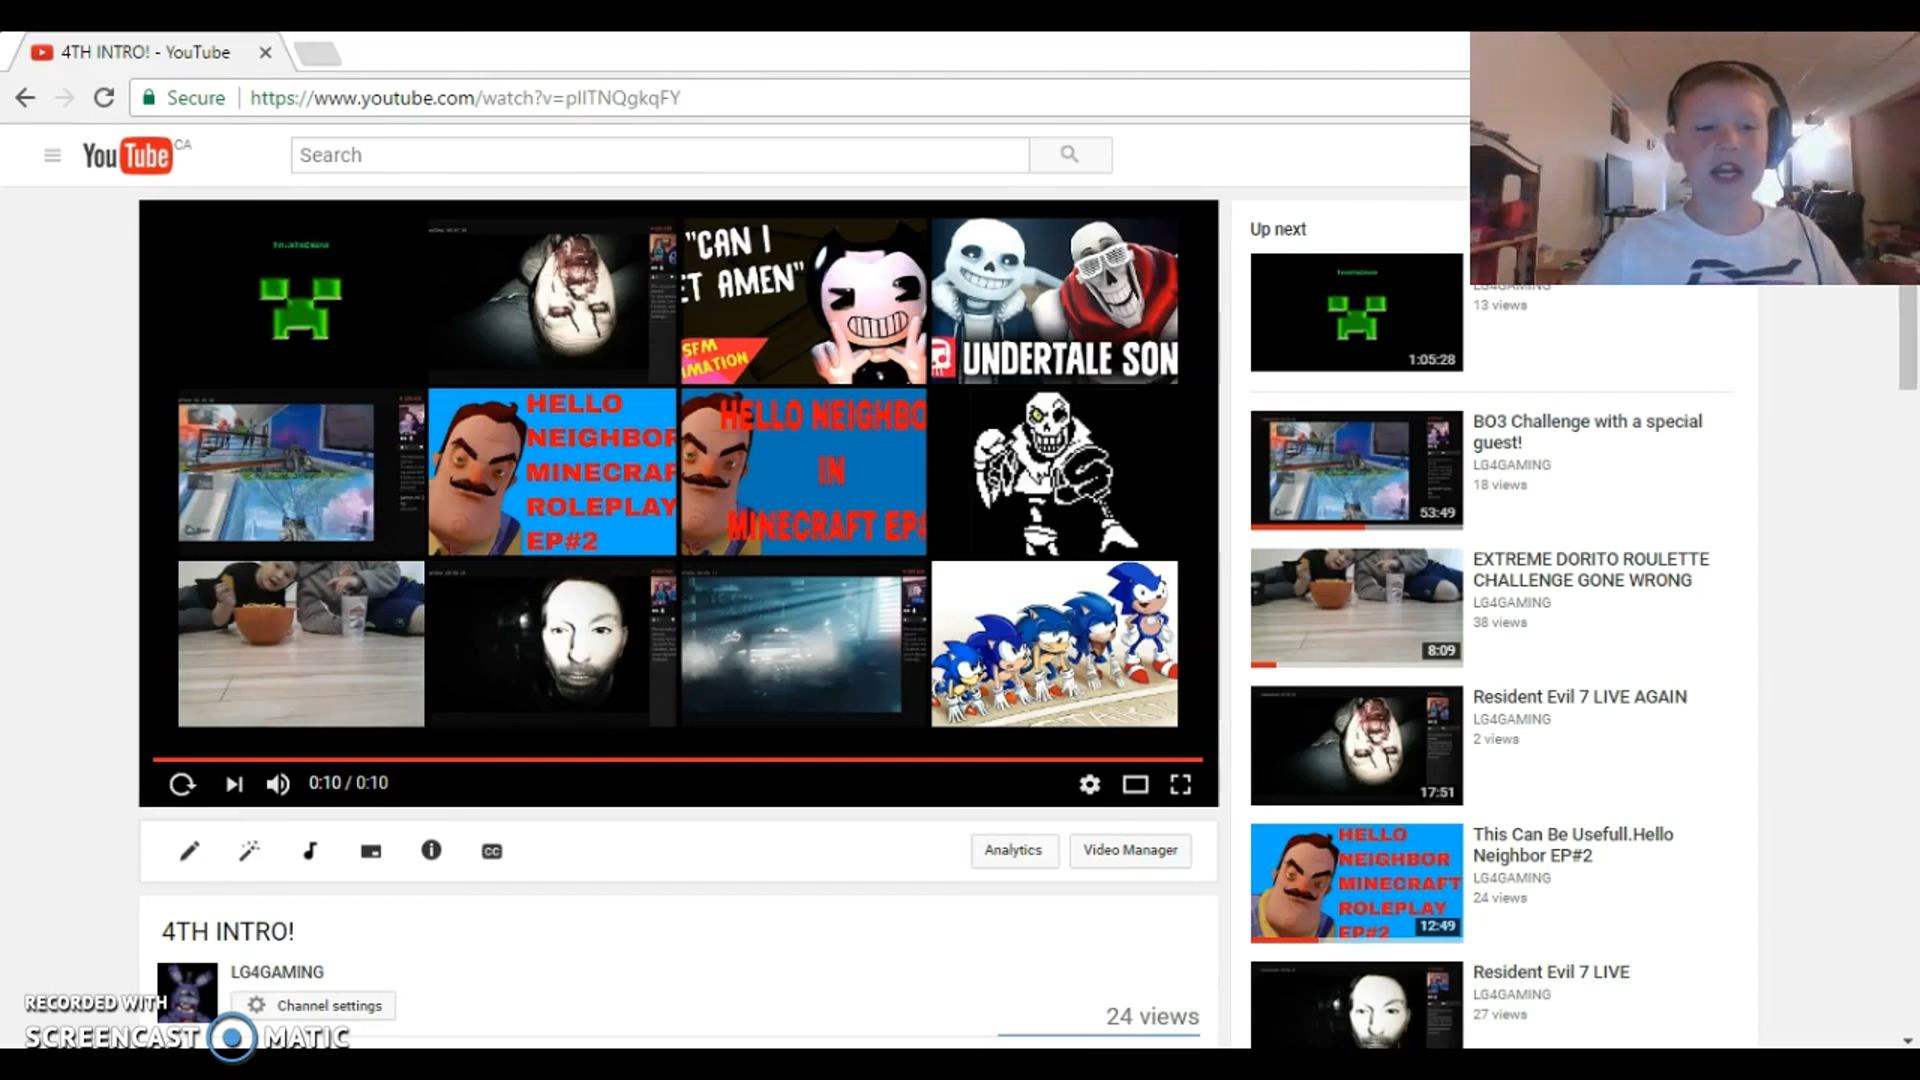 4TH INTRO! - YouTube
Secure
https://www.youtube.com/watch?v=pIlTNQgkqFY
YouTube CA
Search
"CAN I
ET AMEN"
SFM
IMATION
UNDERTALE SON
HELLO
NEIGHBOR
MINECRAF
ROLEPLAY
EP#2
HELLO NEIGHBO
IN
MINECRAFT EP#
0:10 / 0:10
Analytics
Video Manager
4TH INTRO!
LG4GAMING
Channel settings
24 views
RECORDED WITH
SCREENCAST MATIC
Up next
1:05:28
LG4GAMING
13 views
53:49
BO3 Challenge with a special
guest!
LG4GAMING
18 views
8:09
EXTREME DORITO ROULETTE
CHALLENGE GONE WRONG
LG4GAMING
38 views
17:51
Resident Evil 7 LIVE AGAIN
LG4GAMING
2 views
HELLO
NEIGHBOR
MINECRAFT
ROLEPLAY
EP#2
12:49
This Can Be Usefull.Hello
Neighbor EP#2
LG4GAMING
24 views
Resident Evil 7 LIVE
LG4GAMING
27 views